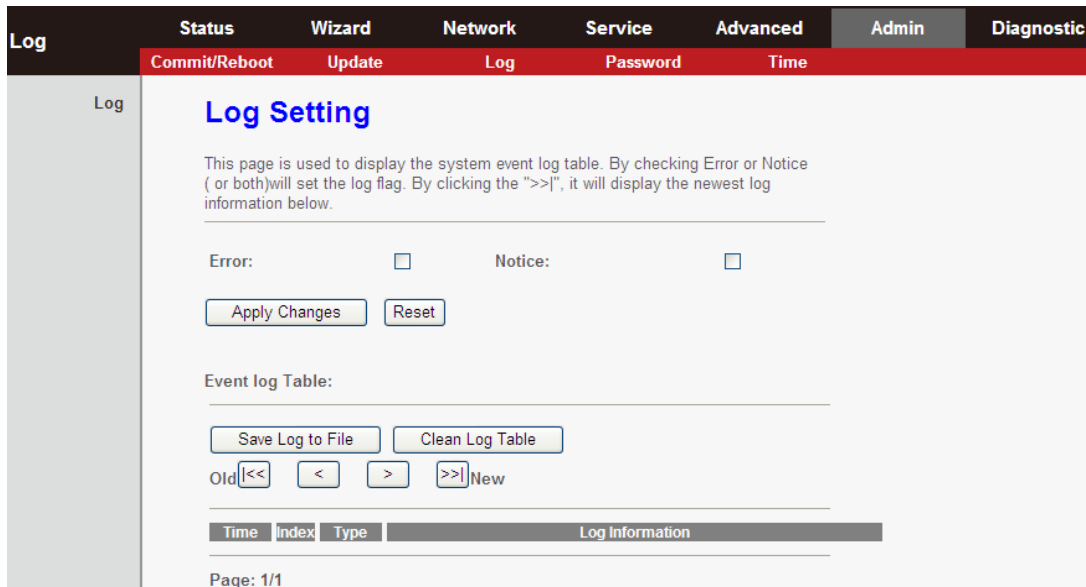 Log
Status Wizard Network Service Advanced Admin Diagnostic
Commit/Reboot Update Log Password Time
Log
Log Setting
This page is used to display the system event log table. By checking Error or Notice
( or both)will set the log flag. By clicking the ">>|", it will display the newest log
information below.
Error: Notice:
Apply Changes Reset
Event log Table:
Save Log to File Clean Log Table
Old |<< < > >>| New
Time Index Type Log Information
Page: 1/1